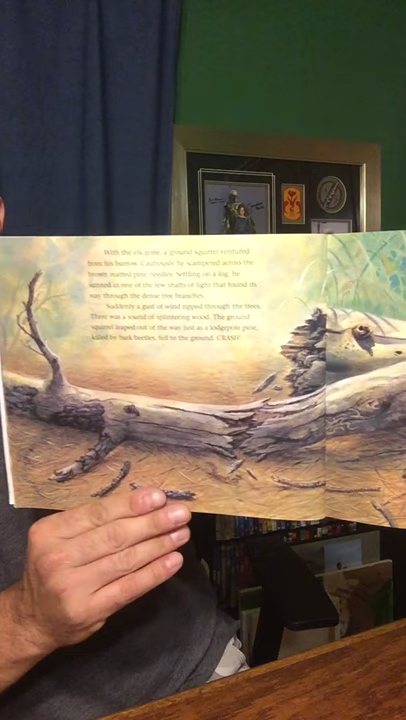 With the elk gone, a ground squirrel ventured
from his burrow. Cautiously he scampered across the
brown matted pine needles. Settling on a log, he
sunned in one of the few shafts of light that found its
way through the dense tree branches.
Suddenly a gust of wind ripped through the trees.
There was a sound of splintering wood. The ground
squirrel leaped out of the way just as a lodgepole pine,
killed by bark beetles, fell to the ground. CRASH!